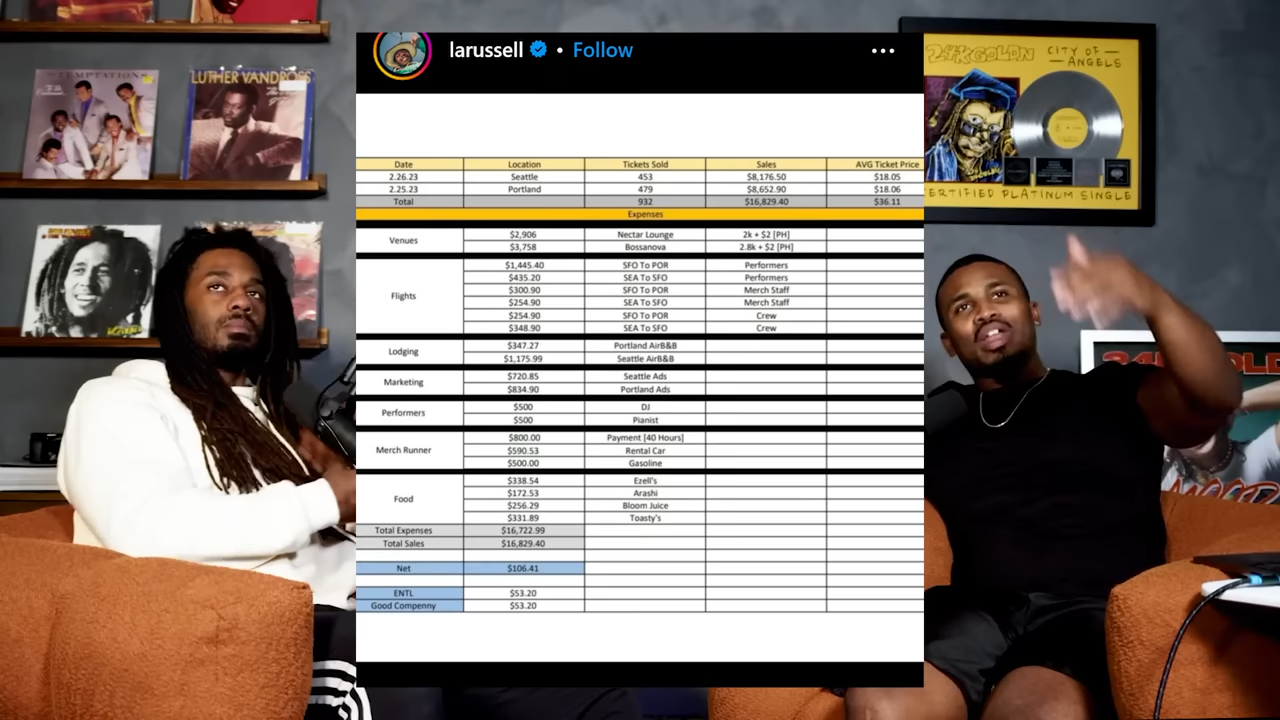 larussell • Follow
THE TEMPTATIONS
LUTHER VANDROSS
24KGOLDN
CITY OF
— ANGELS —
CERTIFIED PLATINUM SINGLE
Date Location Tickets Sold Sales AVG Ticket Price
2.26.23 Seattle 453 $8,176.50 $18.05
2.25.23 Portland 479 $8,652.90 $18.06
Total 932 $16,829.40 $36.11
Expenses
Venues $2,906 Nectar Lounge 2k + $2 [PH]
$3,758 Bossanova 2.8k + $2 [PH]
Flights $1,445.40 SFO To POR Performers
$435.20 SEA To SFO Performers
$300.90 SFO To POR Merch Staff
$254.90 SEA To SFO Merch Staff
$254.90 SFO To POR Crew
$348.90 SEA To SFO Crew
Lodging $347.27 Portland AirB&B
$1,175.99 Seattle AirB&B
Marketing $720.85 Seattle Ads
$834.90 Portland Ads
Performers $500 DJ
$500 Pianist
Merch Runner $800.00 Payment [40 Hours]
$590.53 Rental Car
$500.00 Gasoline
Food $338.54 Ezell's
$172.53 Arashi
$256.29 Bloom Juice
$331.89 Toasty's
Total Expenses $16,722.99
Total Sales $16,829.40
Net $106.41
ENTL $53.20
Good Compenny $53.20